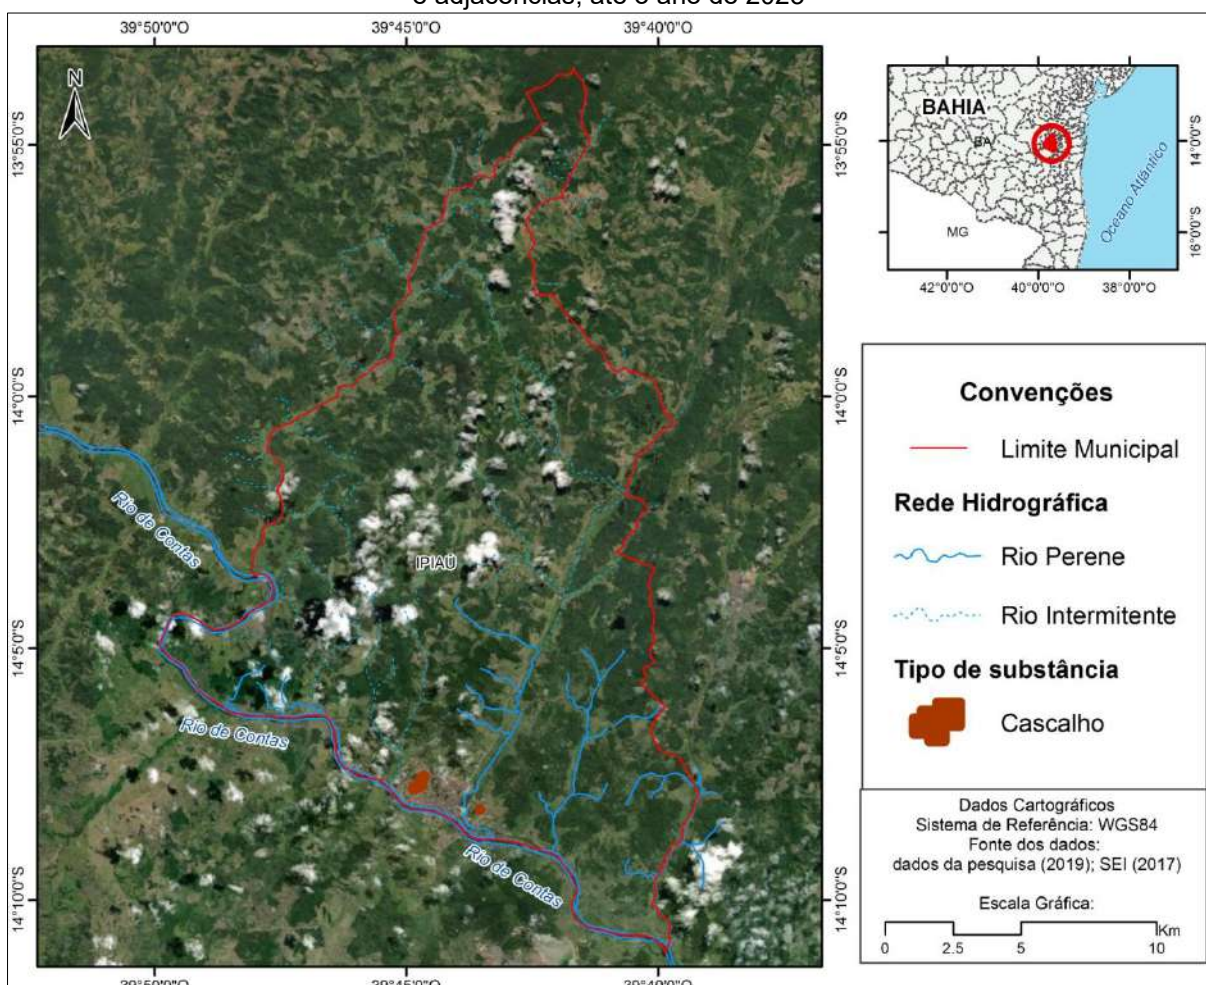 e adjacências, até o ano de 2023
39°50'0"O
39°45'0"O
39°40'0"O
N
13°55'0"S
14°0'0"S
14°5'0"S
14°10'0"S
Rio de Contas
IPIAÚ
Rio de Contas
Rio de Contas
13°55'0"S
14°0'0"S
14°5'0"S
14°10'0"S
39°50'0"O
39°45'0"O
39°40'0"O
BAHIA
BA
MG
Oceano Atlântico
14°0'0"S
16°0'0"S
42°0'0"O
40°0'0"O
38°0'0"O
Convenções
Limite Municipal
Rede Hidrográfica
Rio Perene
Rio Intermitente
Tipo de substância
Cascalho
Dados Cartográficos
Sistema de Referência: WGS84
Fonte dos dados:
dados da pesquisa (2019); SEI (2017)
Escala Gráfica:
Km
0 2.5 5 10